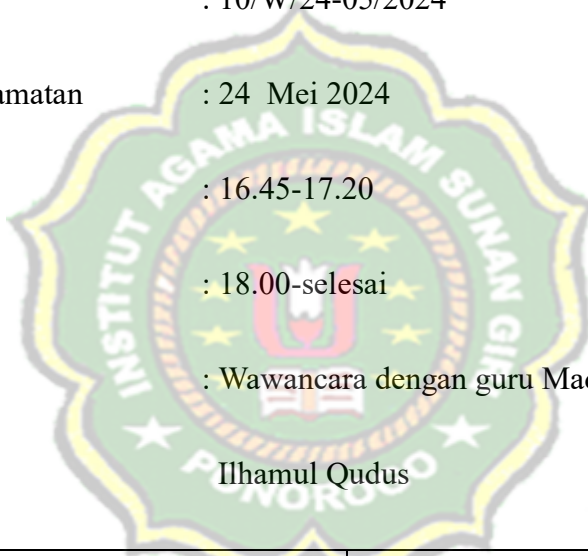 : 10/W/24-05/2024
amatan : 24 Mei 2024
: 16.45-17.20
: 18.00-selesai
: Wawancara dengan guru Mad
Ilhamul Qudus
INSTITUT AGAMA ISLAM SUNAN GIRI
PONOROGO